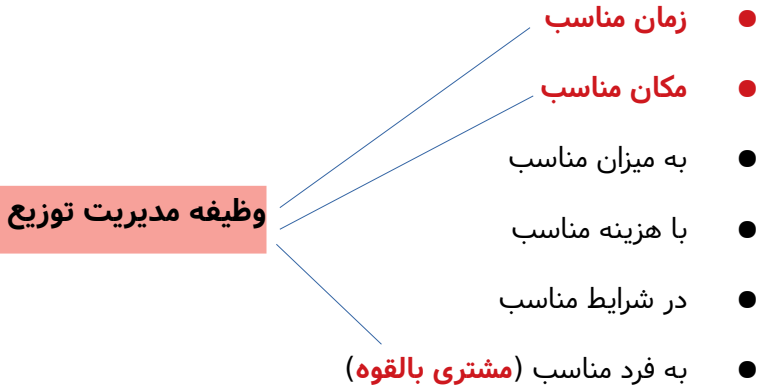 ● زمان مناسب
● مکان مناسب
● به میزان مناسب
وظیفه مدیریت توزیع
● با هزینه مناسب
● در شرایط مناسب
● به فرد مناسب (مشتری بالقوه)